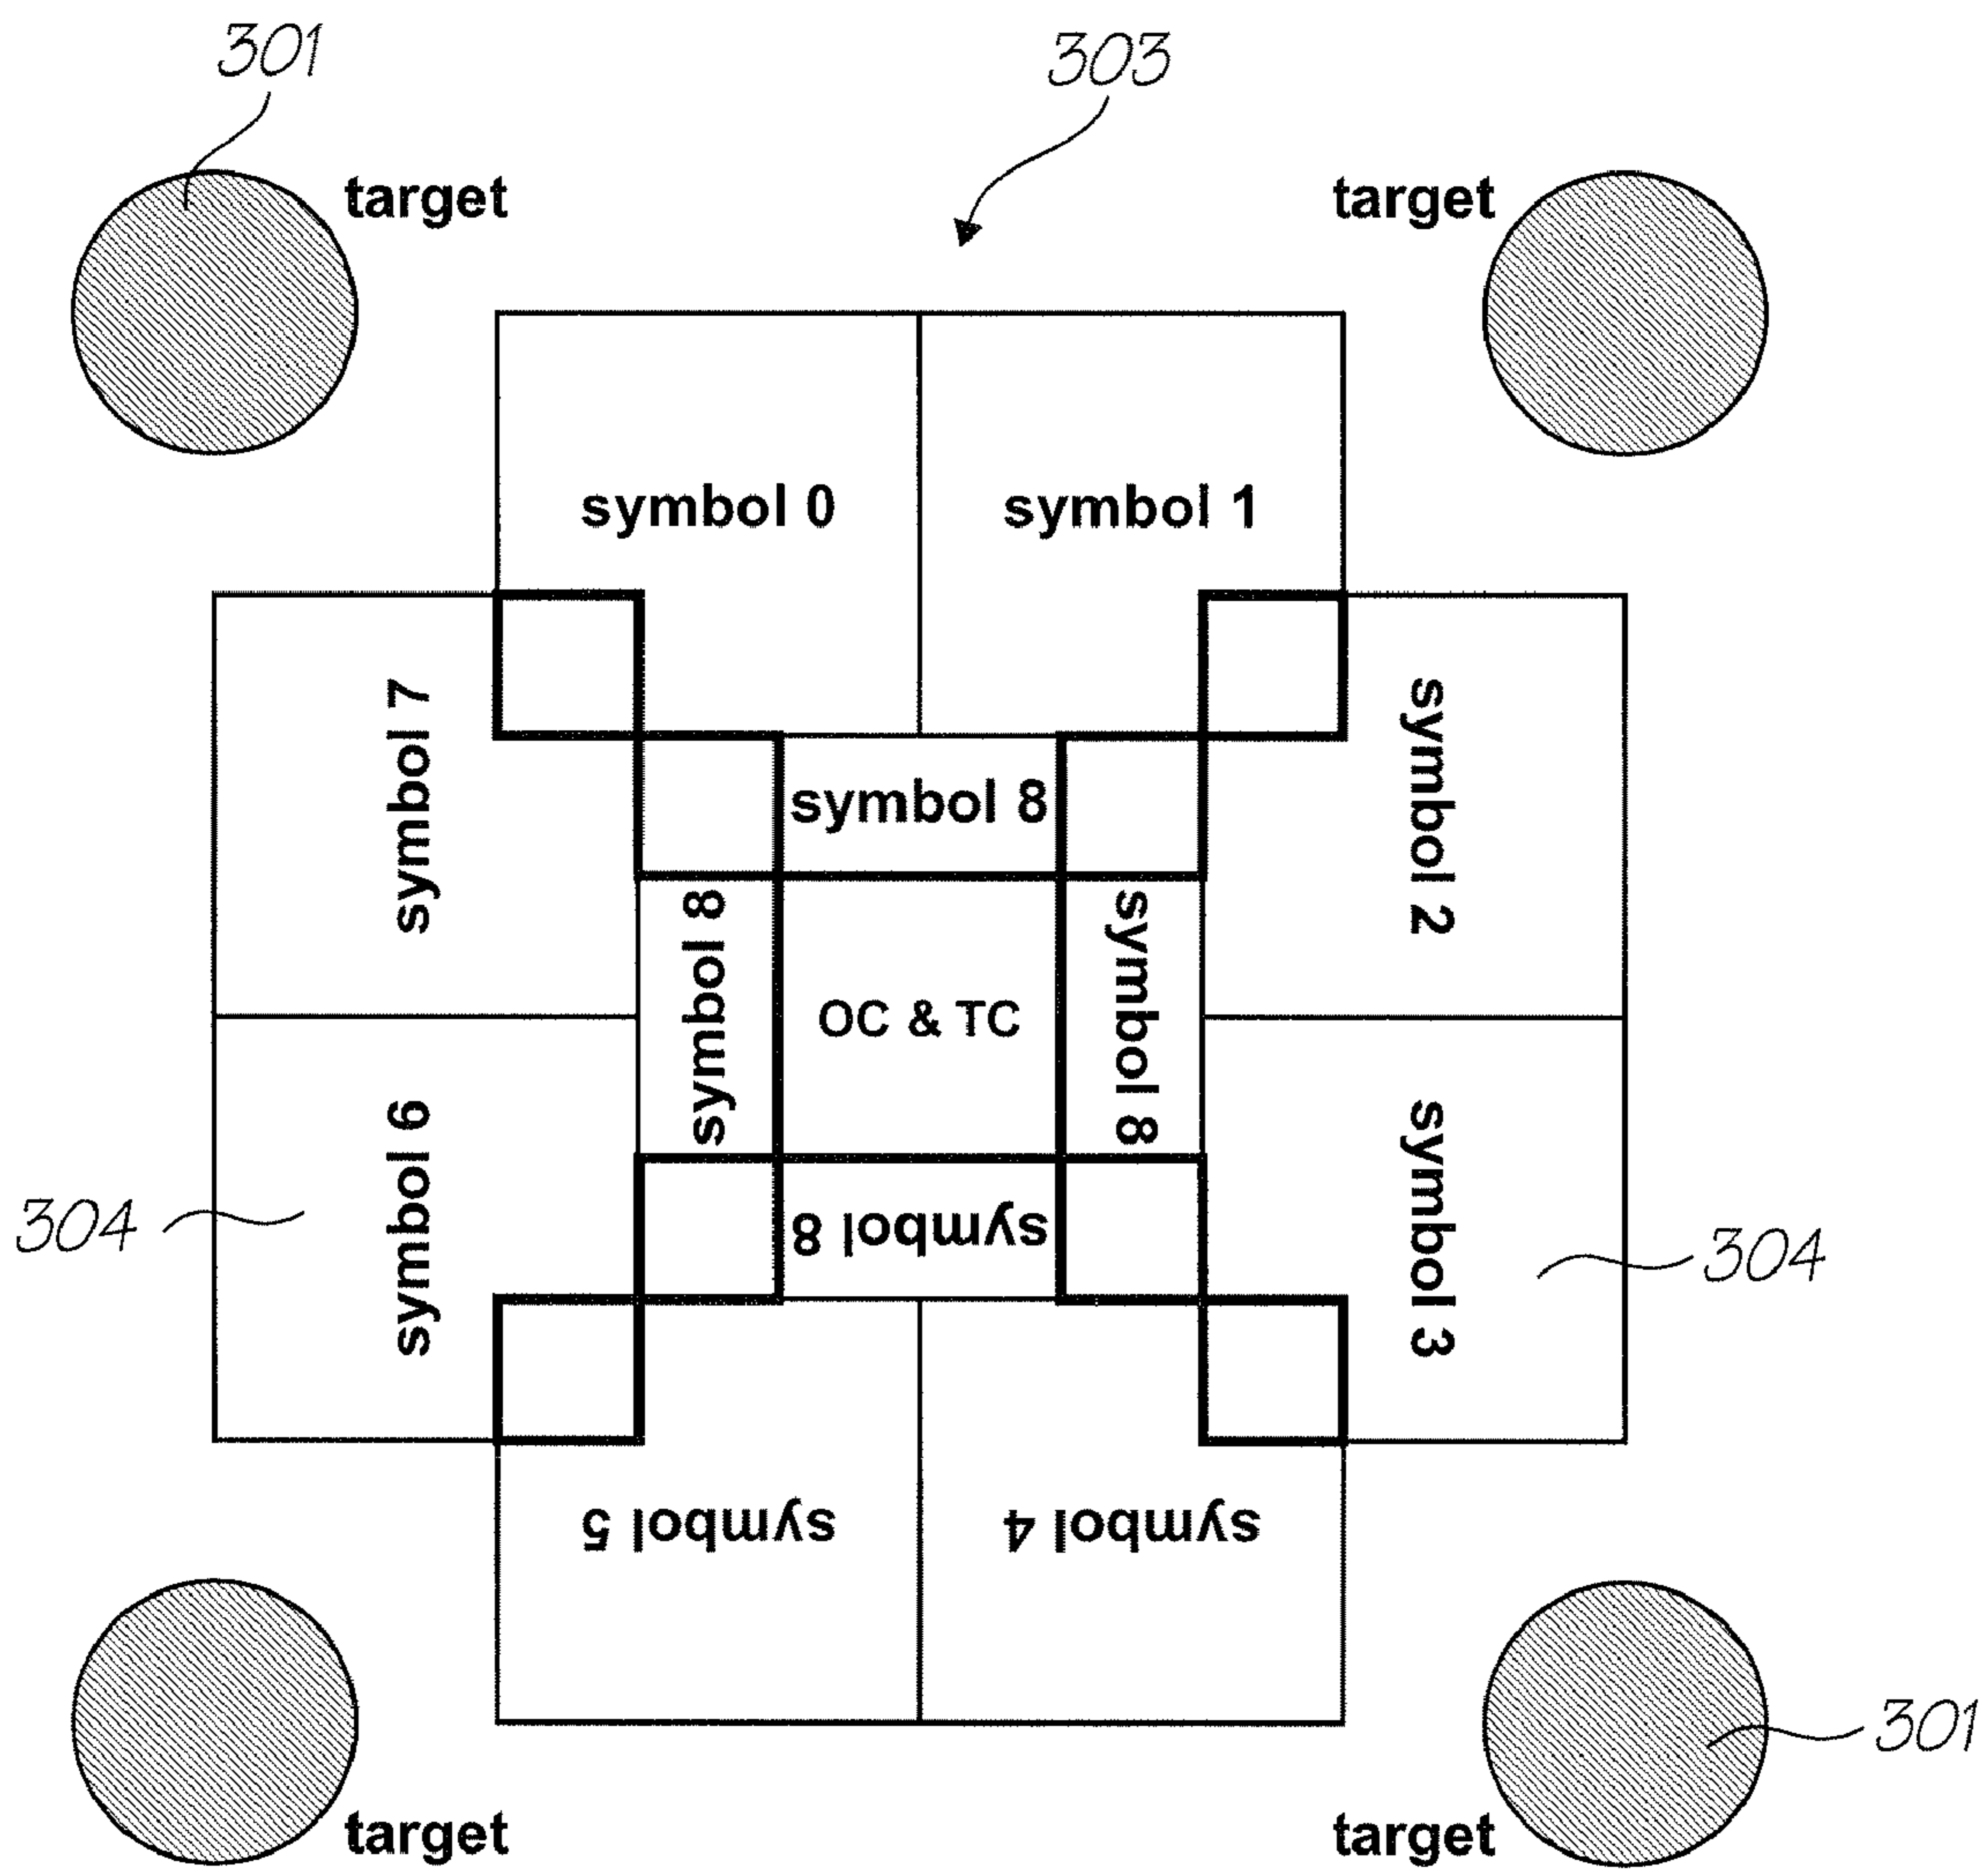 301
303
target
target
symbol 0
symbol 1
symbol 7
symbol 2
symbol 8
symbol 8
OC & TC
symbol 8
symbol 6
symbol 3
304
304
symbol 8
symbol 5
symbol 4
301
target
target